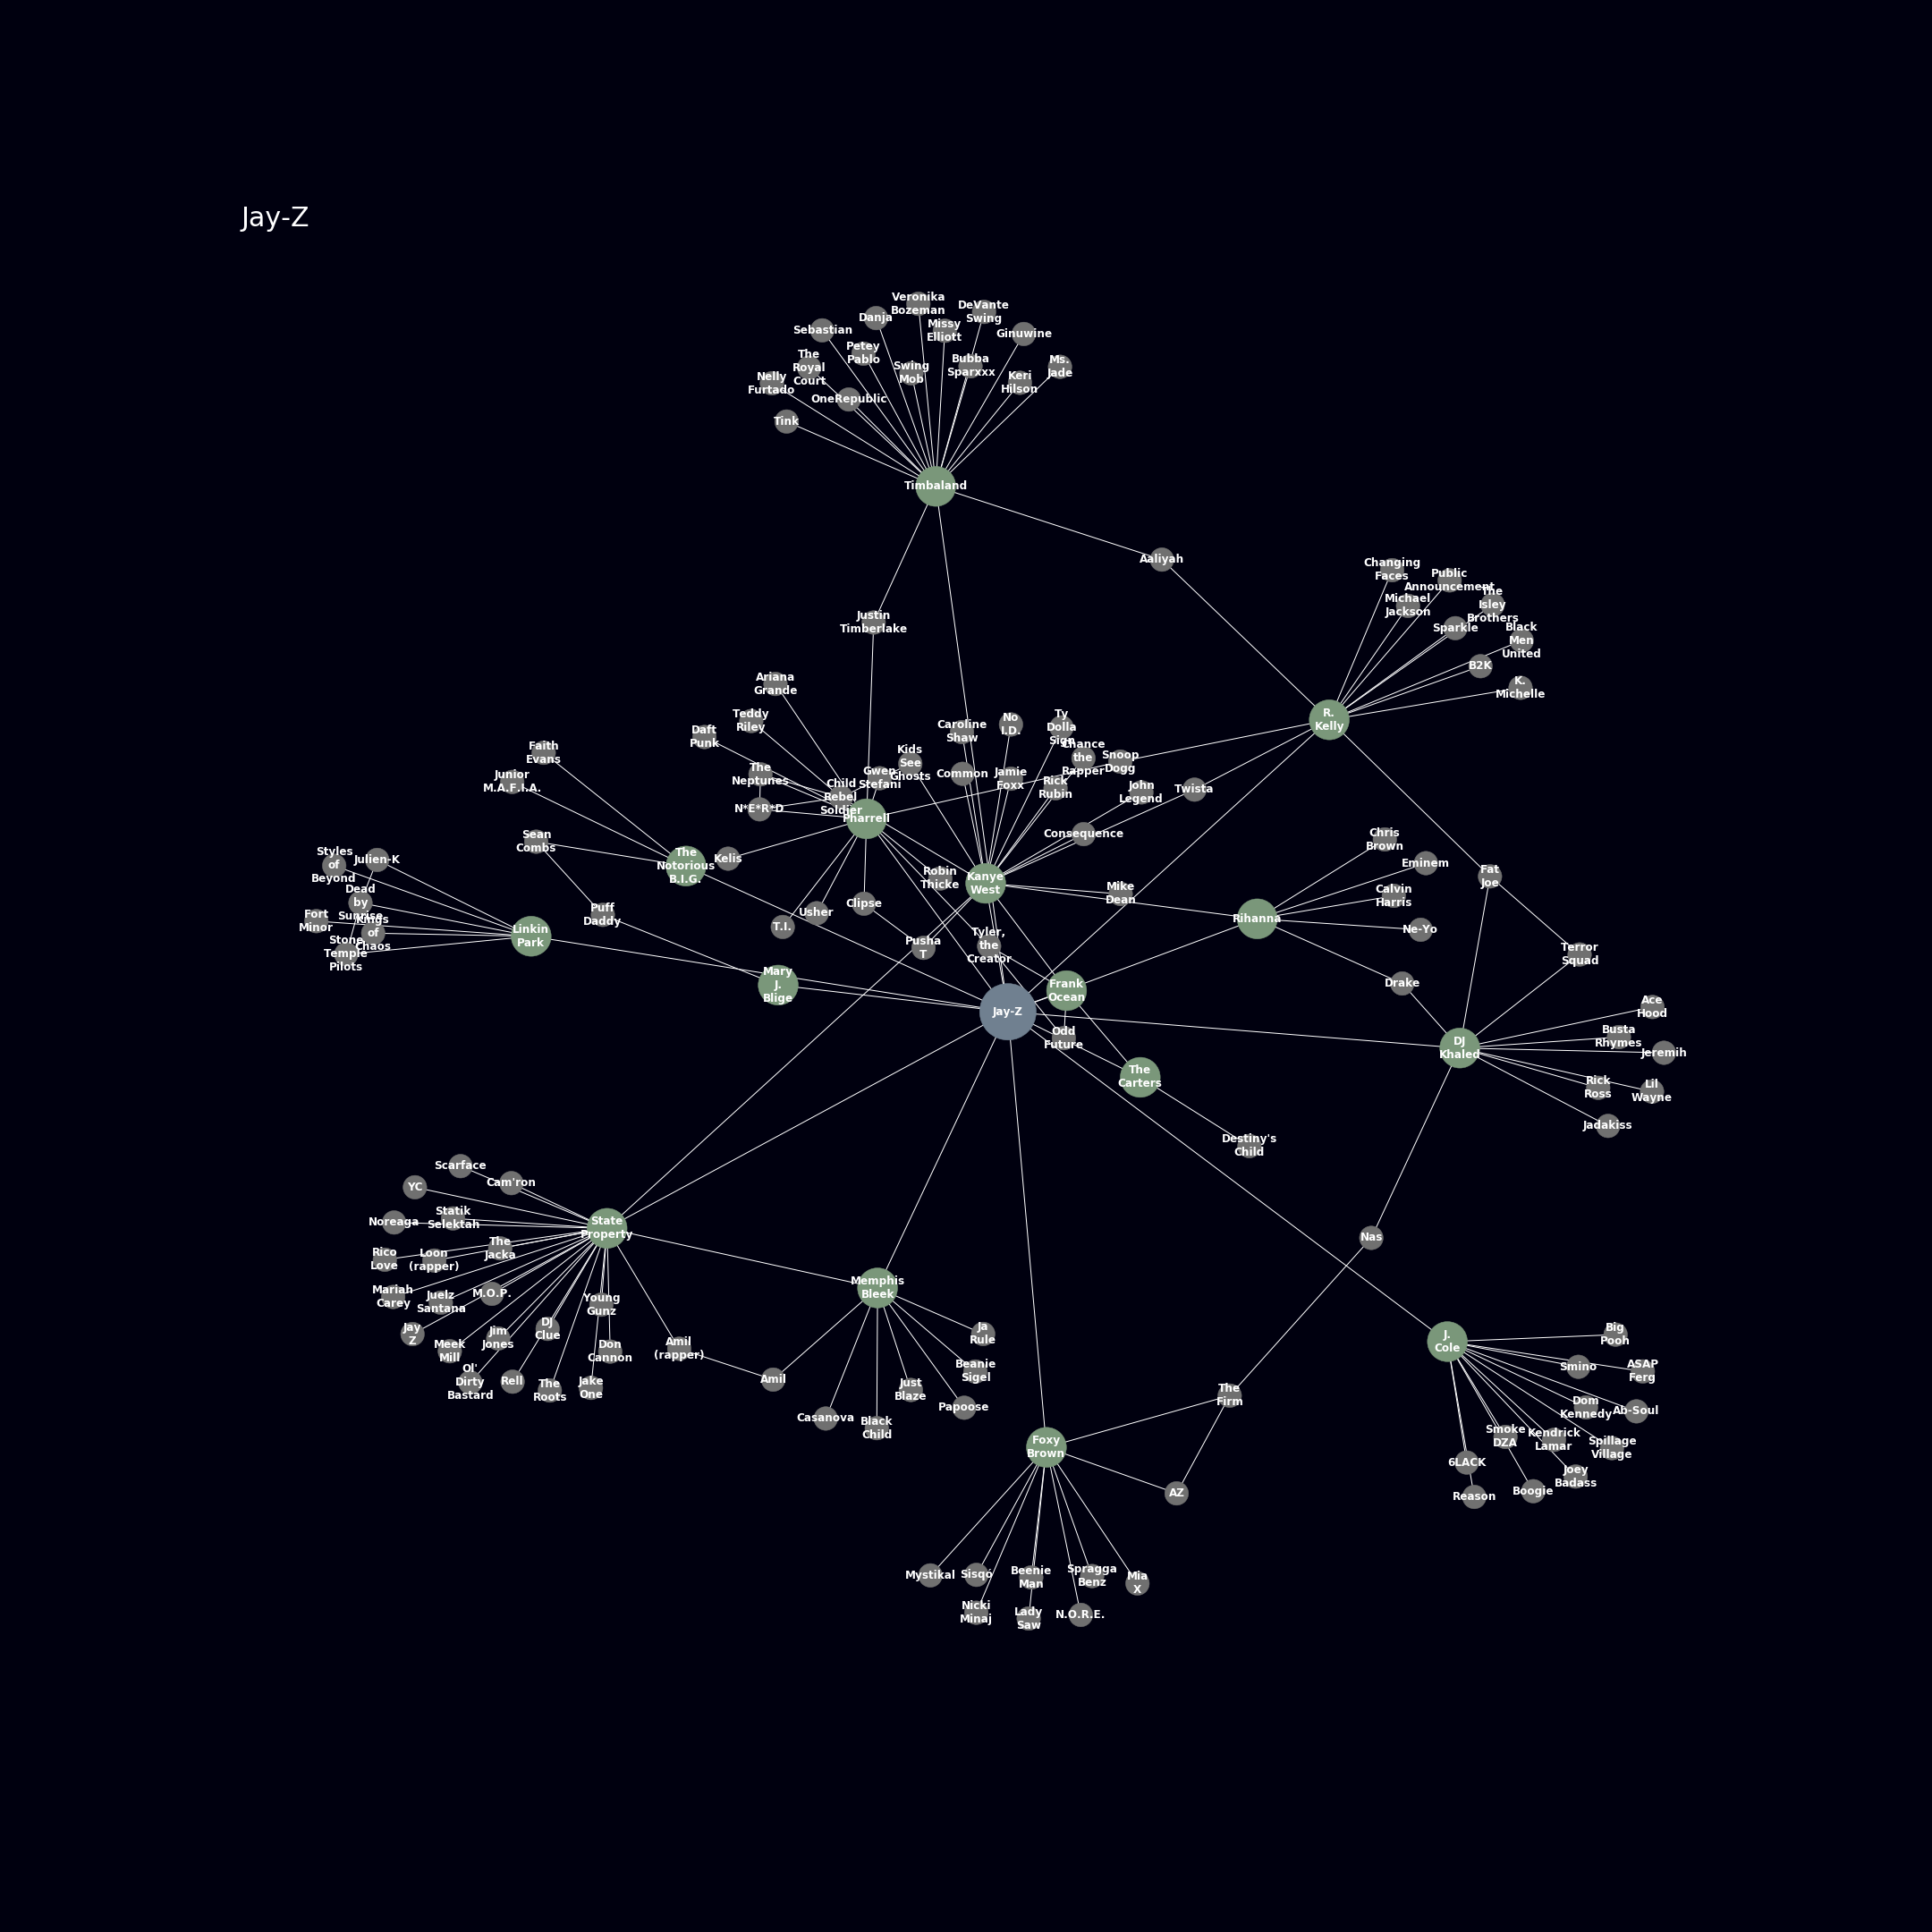 Jay-Z
Veronika
Bozeman
DeVante
Swing
Danja
Missy
Elliott
Sebastian
Ginuwine
Petey
Pablo
The
Royal
Court
Swing
Mob
Bubba
Sparxxx
Ms.
Jade
Nelly
Furtado
Keri
Hilson
OneRepublic
Tink
Timbaland
Aaliyah
Changing
Faces
Public
Announcement
Michael
Jackson
The
Isley
Brothers
Sparkle
Black
Men
United
B2K
K.
Michelle
Justin
Timberlake
R.
Kelly
Ariana
Grande
Teddy
Riley
Daft
Punk
Caroline
Shaw
No
I.D.
Ty
Dolla
Sign
Chance
the
Rapper
Snoop
Dogg
Faith
Evans
Junior
M.A.F.I.A.
The
Neptunes
Kids
See
Ghosts
Gwen
Stefani
Common
Jamie
Foxx
Rick
Rubin
John
Legend
Twista
Child
Rebel
Soldier
N*E*R*D
Pharrell
Consequence
Sean
Combs
Chris
Brown
Eminem
Styles
of
Beyond
Julien-K
The
Notorious
B.I.G.
Kelis
Robin
Thicke
Kanye
West
Mike
Dean
Calvin
Harris
Fat
Joe
Dead
by
Sunrise
Fort
Minor
Kings
of
Chaos
Stone
Temple
Pilots
Linkin
Park
Puff
Daddy
T.I.
Usher
Clipse
Pusha
T
Tyler,
the
Creator
Rihanna
Ne-Yo
Terror
Squad
Mary
J.
Blige
Frank
Ocean
Drake
Jay-Z
Odd
Future
Ace
Hood
Busta
Rhymes
DJ
Khaled
Jeremih
The
Carters
Rick
Ross
Lil
Wayne
Jadakiss
Destiny's
Child
Scarface
Cam'ron
YC
Noreaga
Statik
Selektah
State
Property
Nas
Rico
Love
Loon
(rapper)
The
Jacka
Mariah
Carey
Juelz
Santana
M.O.P.
Young
Gunz
Memphis
Bleek
Jay
Z
Meek
Mill
Jim
Jones
DJ
Clue
Don
Cannon
Amil
(rapper)
Ja
Rule
J.
Cole
Big
Pooh
Ol'
Dirty
Bastard
Rell
The
Roots
Jake
One
Amil
Just
Blaze
Beanie
Sigel
Smino
ASAP
Ferg
Casanova
Black
Child
Papoose
The
Firm
Dom
Kennedy
Ab-Soul
Foxy
Brown
Smoke
DZA
Kendrick
Lamar
Spillage
Village
6LACK
Joey
Badass
Reason
Boogie
AZ
Mystikal
Sisqó
Beenie
Man
Spragga
Benz
Mia
X
Nicki
Minaj
Lady
Saw
N.O.R.E.